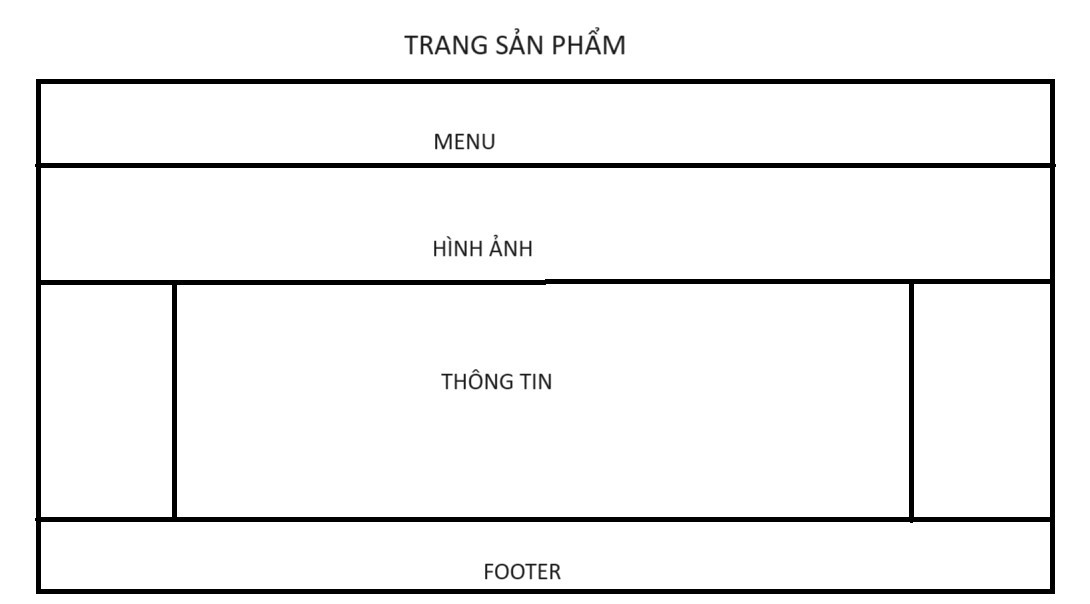 TRANG SẢN PHẨM
MENU
HÌNH ẢNH
THÔNG TIN
FOOTER